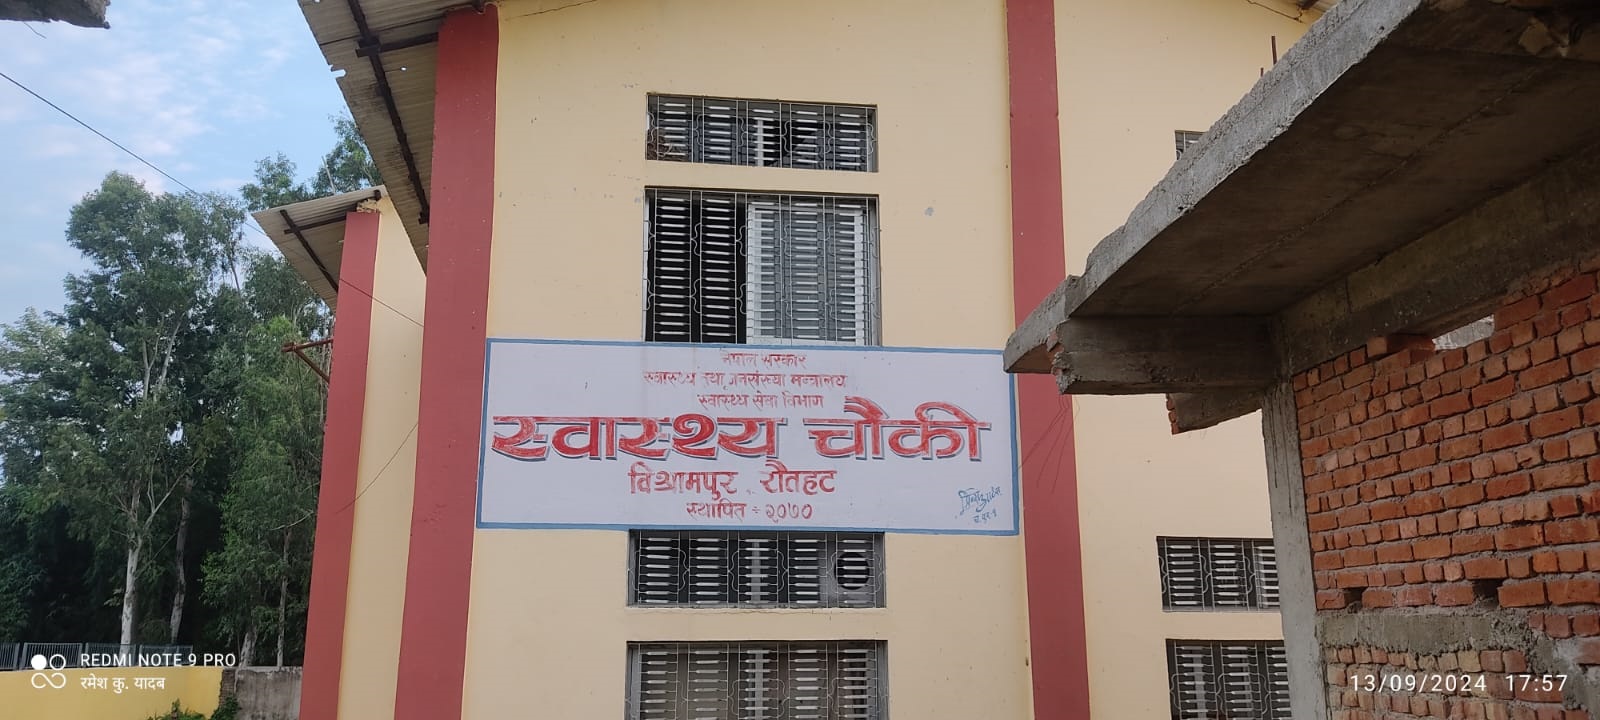 नेपाल सरकार
स्वास्थ्य तथा जनसंख्या मन्त्रालय
स्वास्थ्य सेवा विभाग
स्वास्थ्य चौकी
विश्रामपुर, रौतहट
स्थापित ÷ २०७०
REDMI NOTE 9 PRO
रमेश कु. यादब
13/09/2024 17:57